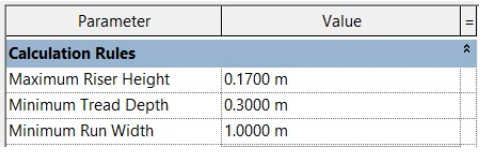 Parameter Value =
Calculation Rules
Maximum Riser Height 0.1700 m
Minimum Tread Depth 0.3000 m
Minimum Run Width 1.0000 m